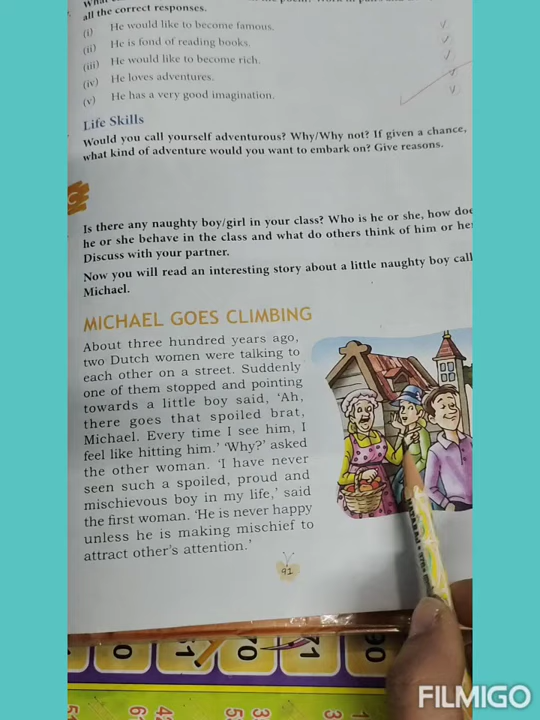 all the correct responses.
(i) He would like to become famous.
(ii) He is fond of reading books.
(iii) He would like to become rich.
(iv) He loves adventures.
(v) He has a very good imagination.
Life Skills
Would you call yourself adventurous? Why/Why not? If given a chance,
what kind of adventure would you want to embark on? Give reasons.
Is there any naughty boy/girl in your class? Who is he or she, how doe
he or she behave in the class and what do others think of him or he
Discuss with your partner.
Now you will read an interesting story about a little naughty boy call
Michael.
MICHAEL GOES CLIMBING
About three hundred years ago,
two Dutch women were talking to
each other on a street. Suddenly
one of them stopped and pointing
towards a little boy said, ‘Ah,
there goes that spoiled brat,
Michael. Every time I see him, I
feel like hitting him.’ ‘Why?’ asked
the other woman. ‘I have never
seen such a spoiled, proud and
mischievous boy in my life,’ said
the first woman. ‘He is never happy
unless he is making mischief to
attract other's attention.’
91
70
71
FILMIGO